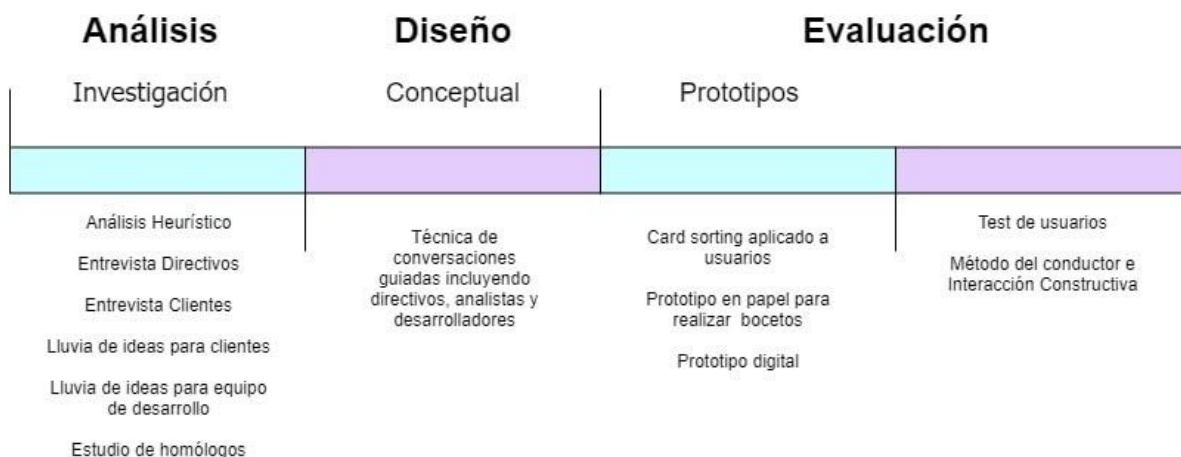 Análisis
Diseño
Evaluación
Investigación
Conceptual
Prototipos
Análisis Heurístico
Entrevista Directivos
Entrevista Clientes
Lluvia de ideas para clientes
Lluvia de ideas para equipo
de desarrollo
Estudio de homólogos
Técnica de
conversaciones
guiadas incluyendo
directivos, analistas y
desarrolladores
Card sorting aplicado a
usuarios
Prototipo en papel para
realizar bocetos
Prototipo digital
Test de usuarios
Método del conductor e
Interacción Constructiva